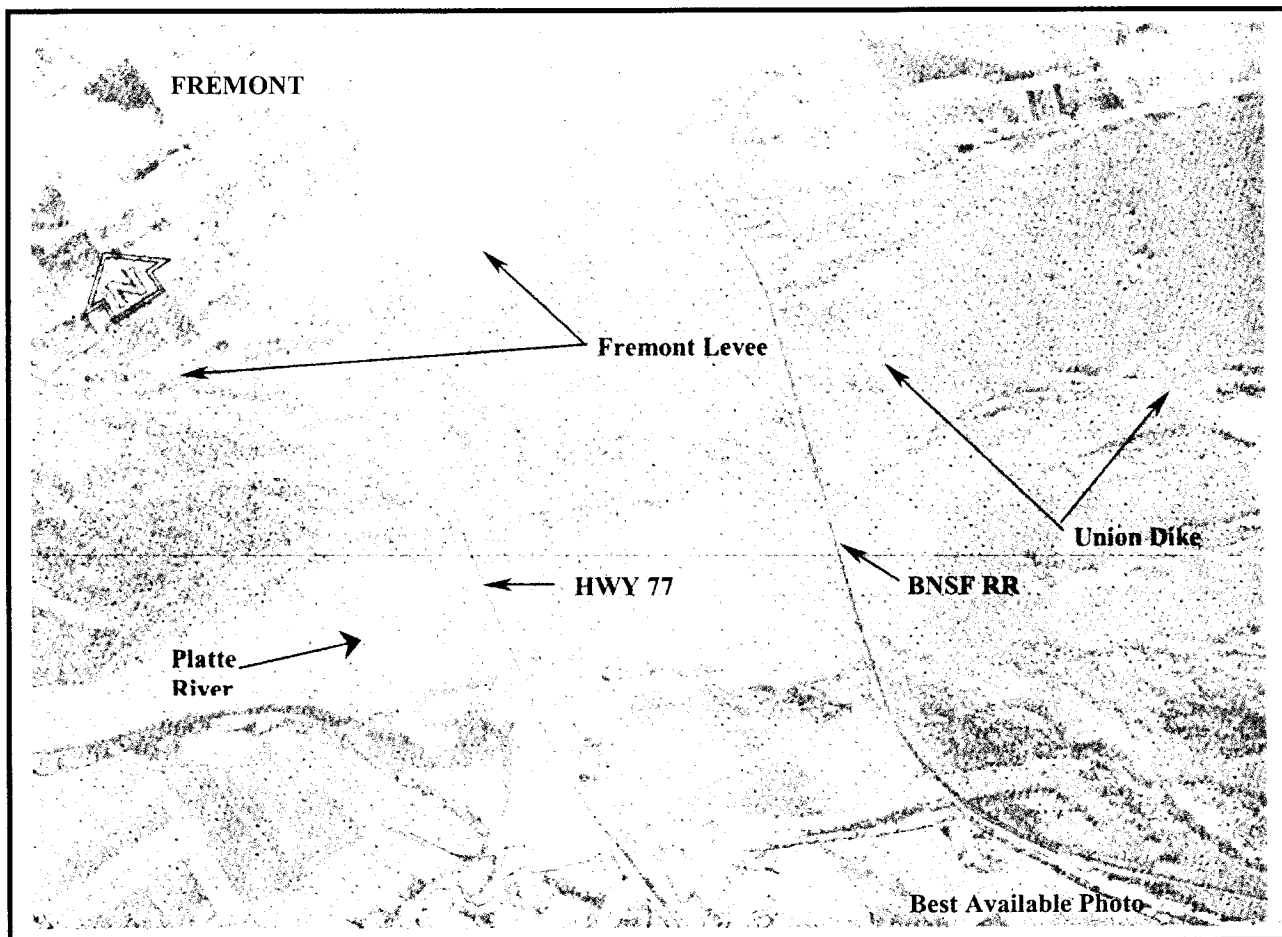 FREMONT
N
Fremont Levee
Union Dike
HWY 77
BNSF RR
Platte
River
Best Available Photo